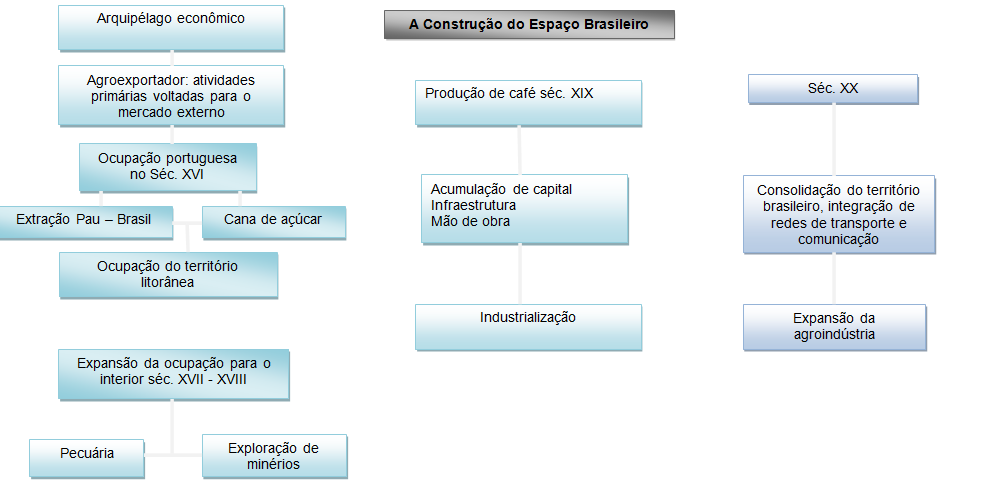 A Construção do Espaço Brasileiro
Arquipélago econômico
Agroexportador: atividades
primárias voltadas para o
mercado externo
Ocupação portuguesa
no Séc. XVI
Extração Pau – Brasil
Cana de açúcar
Ocupação do território
litorânea
Expansão da ocupação para o
interior séc. XVII - XVIII
Pecuária
Exploração de
minérios
Produção de café séc. XIX
Acumulação de capital
Infraestrutura
Mão de obra
Industrialização
Séc. XX
Consolidação do território
brasileiro, integração de
redes de transporte e
comunicação
Expansão da
agroindústria